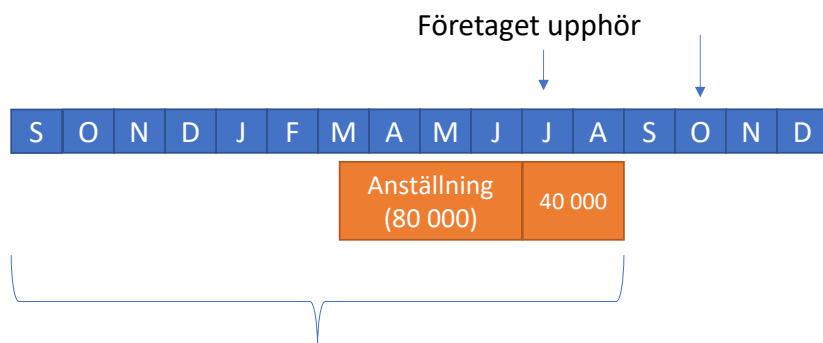 Företaget upphör
S O N D J F M A M J J A S O N D
Anställning
(80 000)
40 000